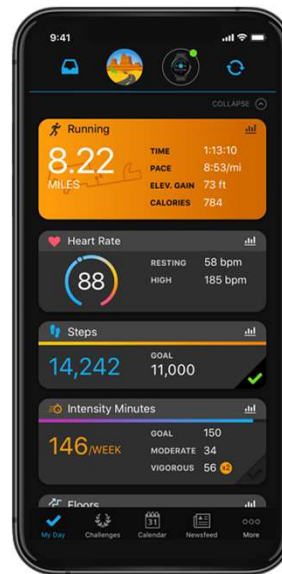 9:41
COLLAPSE
Running
8.22
MILES
TIME 1:13:10
PACE 8:53/mi
ELEV. GAIN 73 ft
CALORIES 784
Heart Rate
88
RESTING 58 bpm
HIGH 185 bpm
Steps
14,242
GOAL
11,000
Intensity Minutes
146/WEEK
GOAL 150
MODERATE 34
VIGOROUS 56 x2
Floors
31
My Day Challenges Calendar Newsfeed More